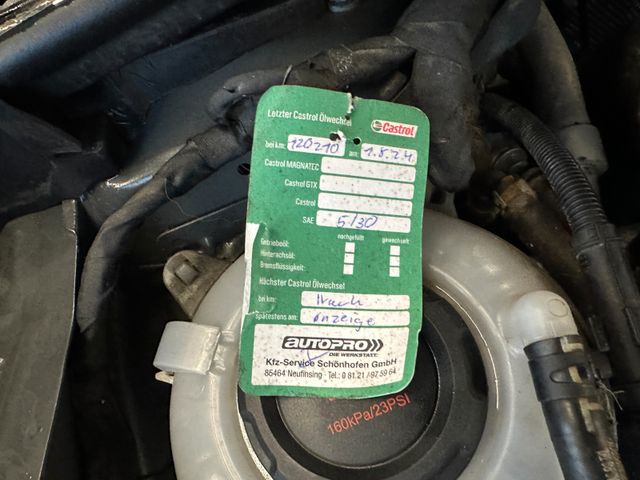 Letzter Castrol Ölwechsel
Castrol
bei km: 120210 am: 1.8.24
Castrol MAGNATEC
Castrol GTX
Castrol
SAE 5/30
nachgefüllt gewechselt
Getriebeöl:
Hinterachsöl:
Bremsflüssigkeit:
Nächster Castrol Ölwechsel
bei km: Nach
spätestens am: Anzeige
AUTOPRO
DIE WERKSTATT.
Kfz-Service Schönhofen GmbH
85464 Neufinsing · Tel.: 0 81 21 / 97 59 64
160kPa/23PSI